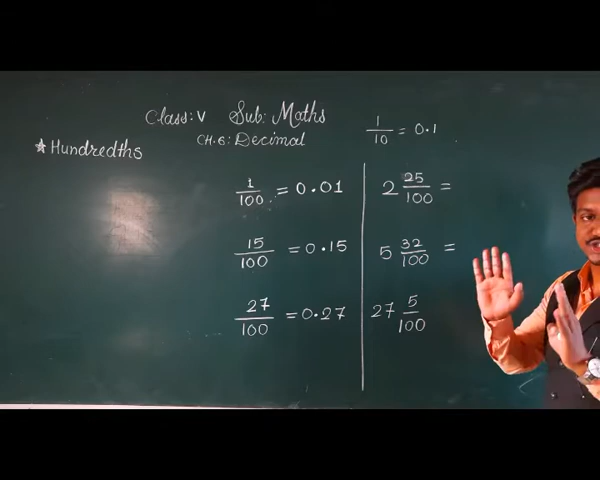 Class: V Sub: Maths
CH.6: Decimal
1/10 = 0.1
★Hundredths
1/100 = 0.01
15/100 = 0.15
27/100 = 0.27
2 25/100 =
5 32/100 =
27 5/100